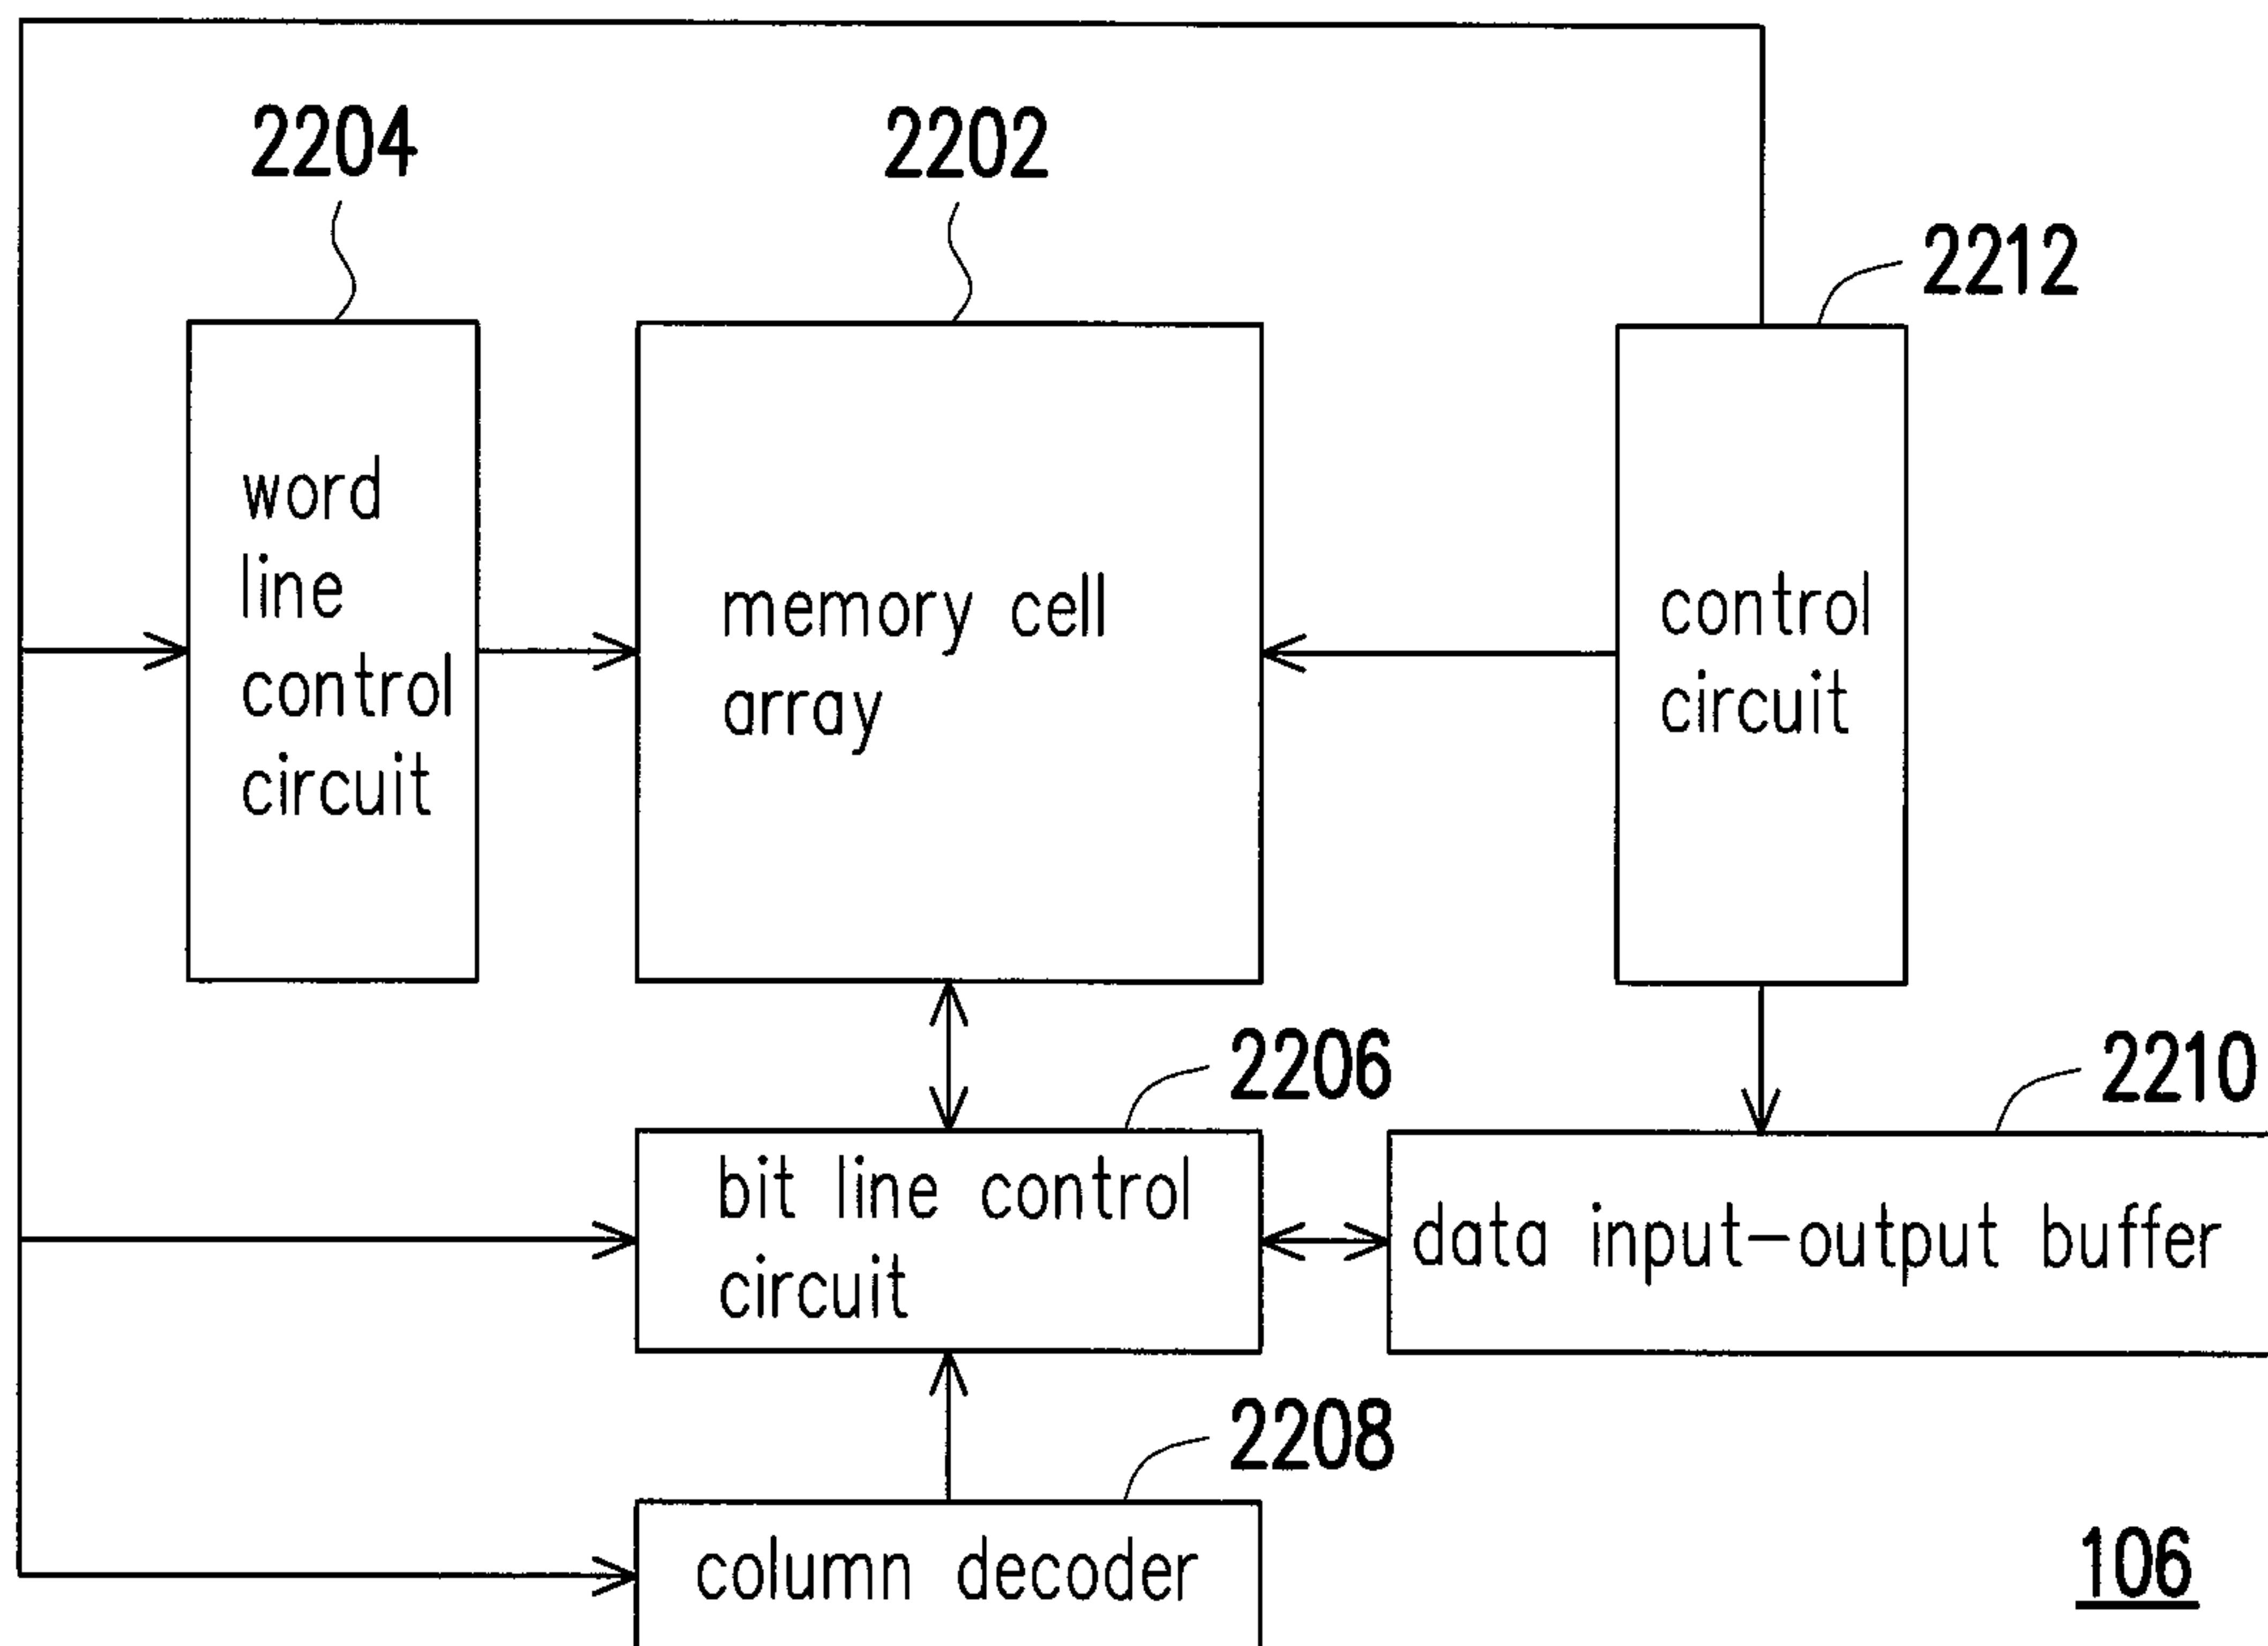 2204
2202
2212
word
line
control
circuit
memory cell
array
control
circuit
2206
2210
bit line control
circuit
data input-output buffer
2208
column decoder
106